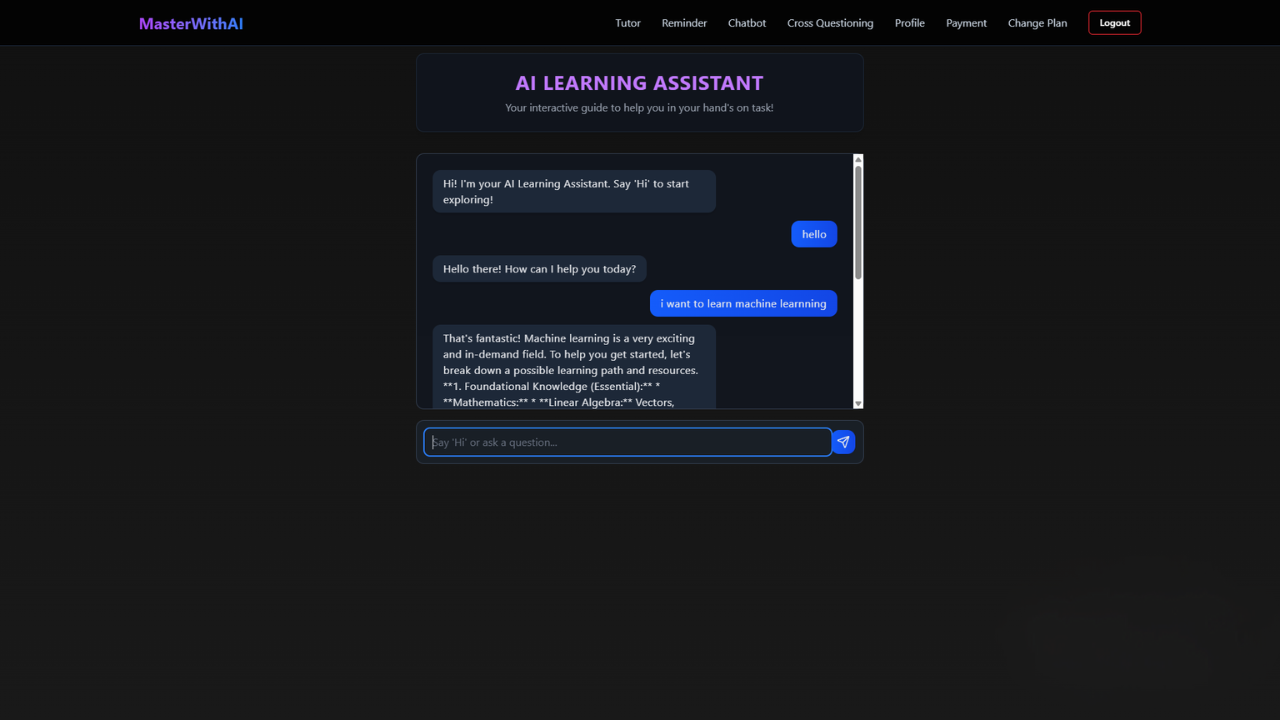 MasterWithAI
Tutor
Reminder
Chatbot
Cross Questioning
Profile
Payment
Change Plan
Logout
AI LEARNING ASSISTANT
Your interactive guide to help you in your hand's on task!
Hi! I'm your AI Learning Assistant. Say 'Hi' to start
exploring!
hello
Hello there! How can I help you today?
i want to learn machine learnning
That's fantastic! Machine learning is a very exciting
and in-demand field. To help you get started, let's
break down a possible learning path and resources.
**1. Foundational Knowledge (Essential):** *
**Mathematics:** * **Linear Algebra:** Vectors,
Say 'Hi' or ask a question...